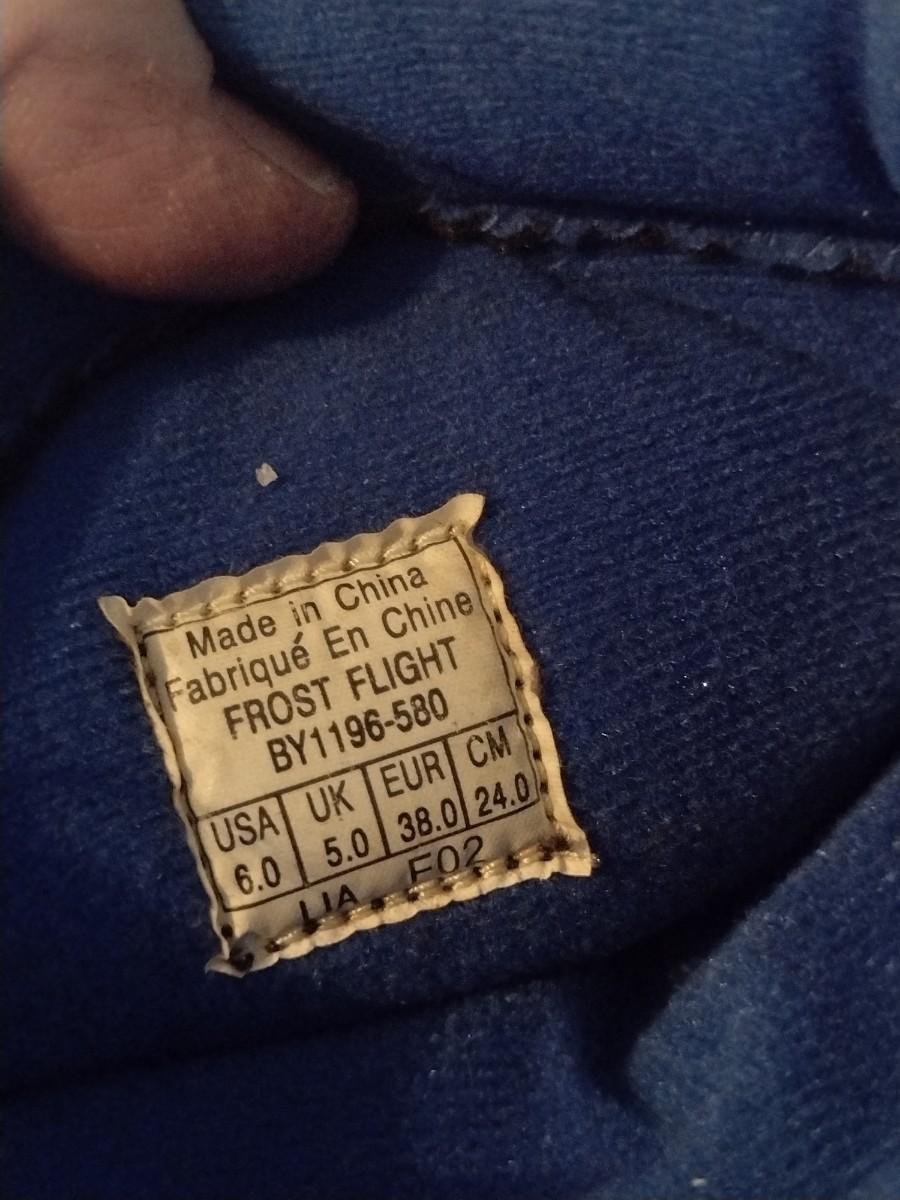 Made in China
Fabriqué En Chine
FROST FLIGHT
BY1196-580
USA UK EUR CM
6.0 5.0 38.0 24.0
F02